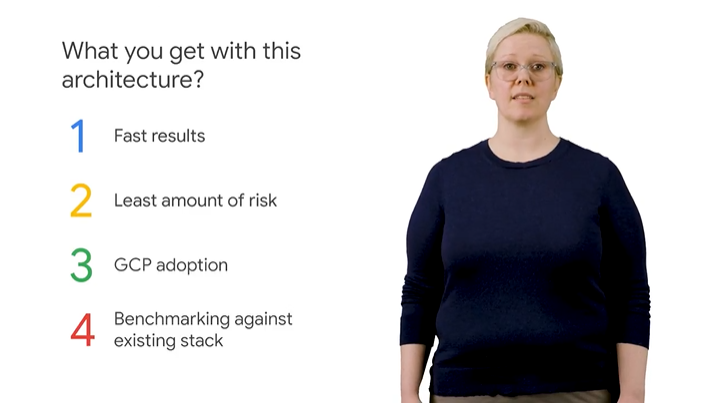 What you get with this
architecture?
1 Fast results
2 Least amount of risk
3 GCP adoption
4 Benchmarking against
existing stack